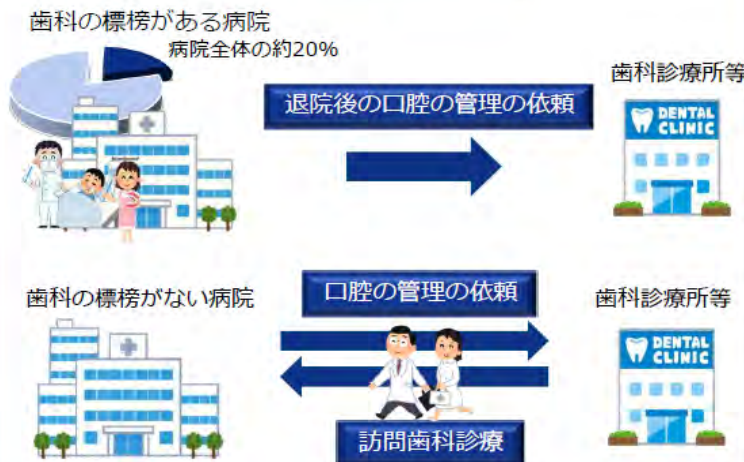 歯科の標榜がある病院
病院全体の約20%
退院後の口腔の管理の依頼
歯科診療所等
DENTAL
CLINIC
歯科の標榜がない病院
口腔の管理の依頼
歯科診療所等
DENTAL
CLINIC
訪問歯科診療